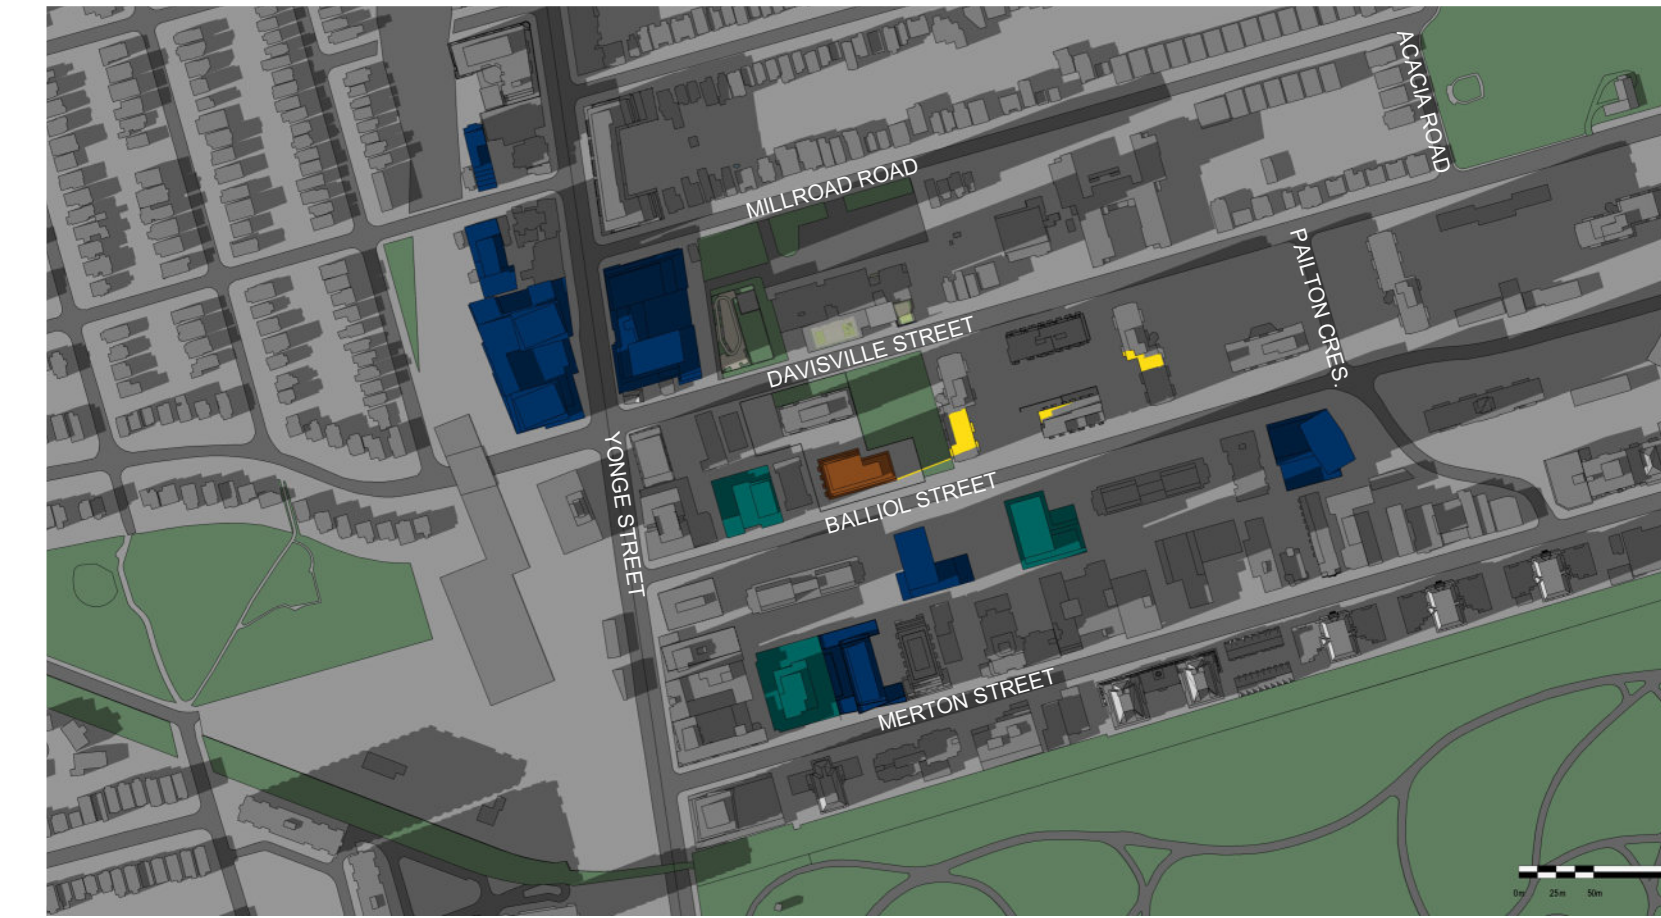 ACACIA ROAD
MILLROAD ROAD
PAILTON CRES.
DAVISVILLE STREET
YONGE STREET
BALLIOL STREET
MERTON STREET
0m 25m 50m